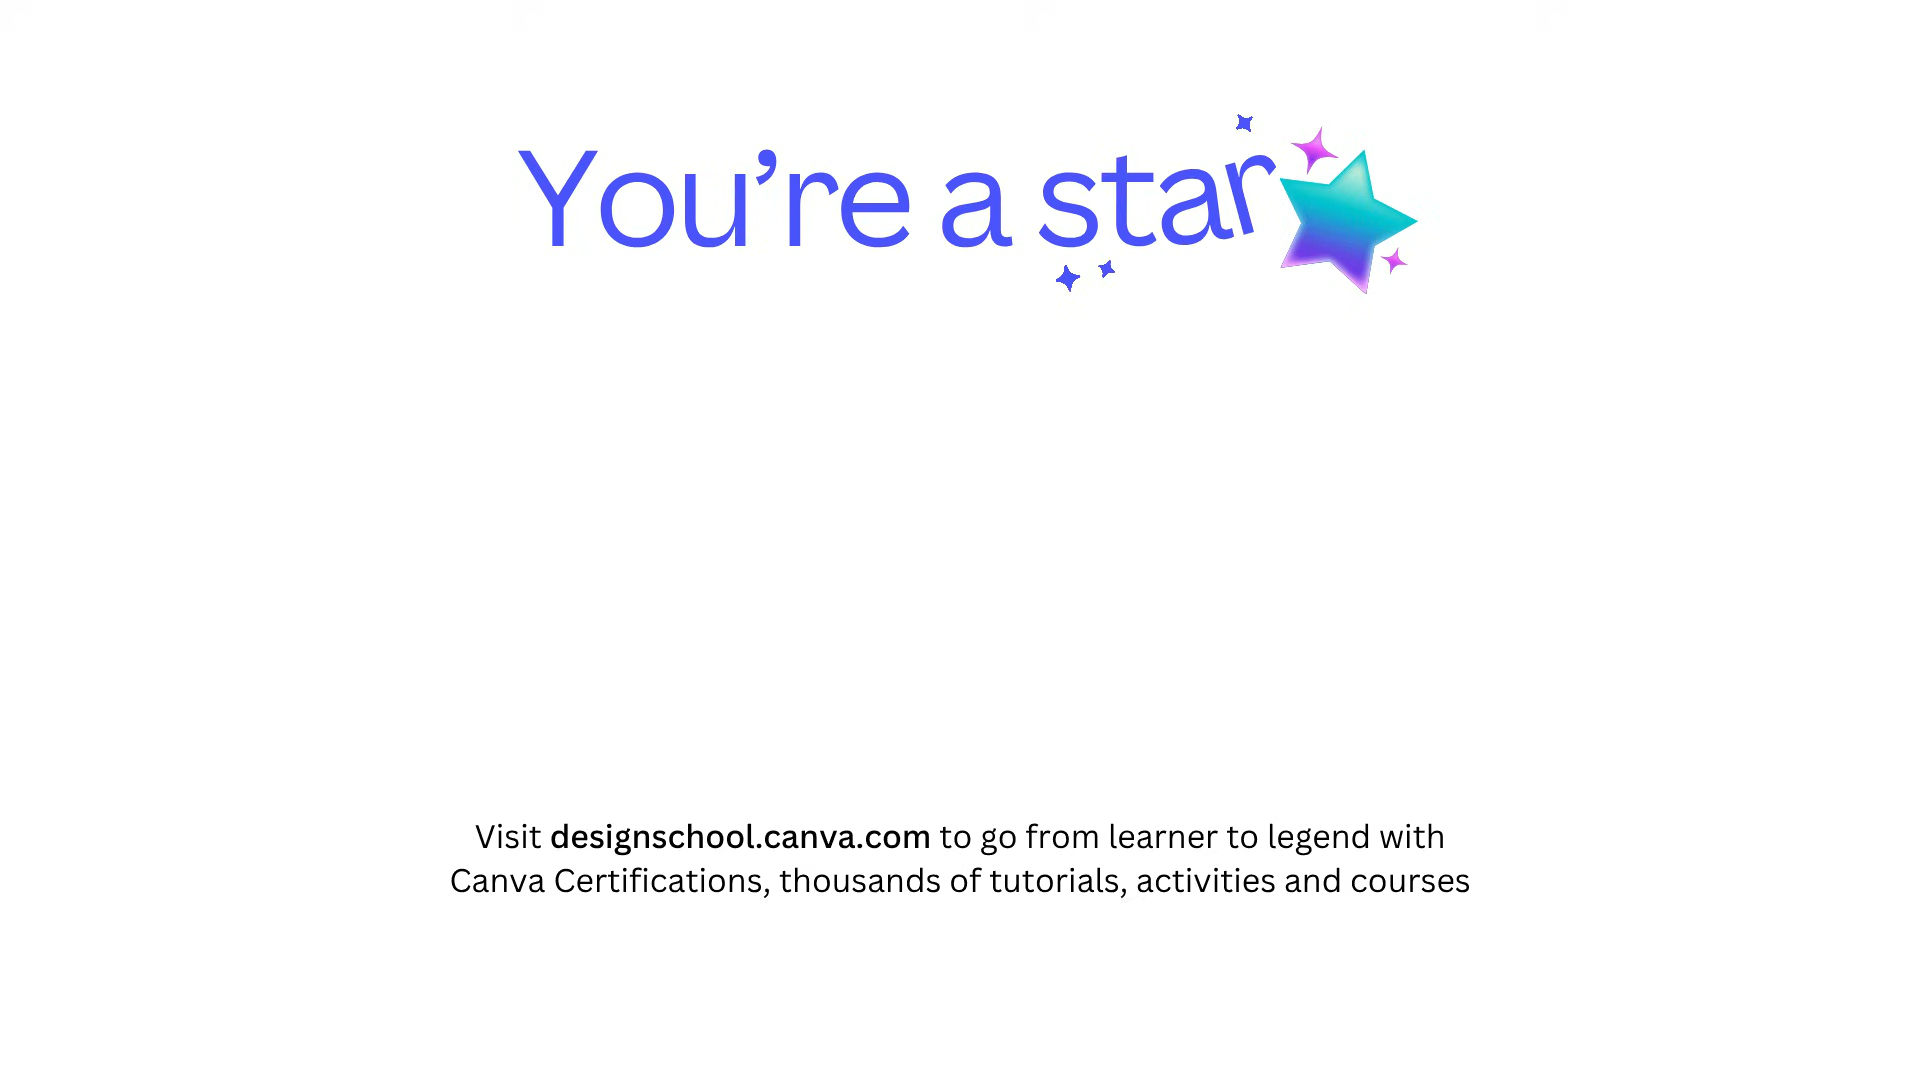 You’re a star
Visit designschool.canva.com to go from learner to legend with
Canva Certifications, thousands of tutorials, activities and courses